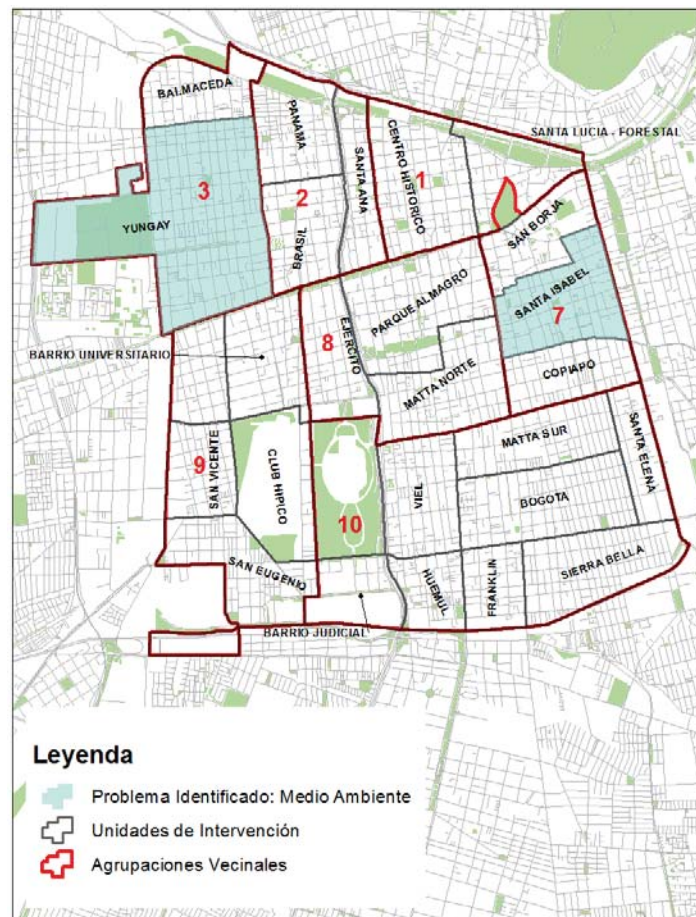 BALMACEDA
PANAMA
SANTA ANA
CENTRO HISTORICO
SANTA LUCIA - FORESTAL
3
2
1
YUNGAY
BRASIL
SAN BORJA
SANTA ISABEL
7
PARQUE ALMAGRO
EJERCITO
8
BARRIO UNIVERSITARIO
MATTA NORTE
COPIAPO
SAN VICENTE
9
CLUB HIPICO
10
VIEL
MATTA SUR
SANTA ELENA
BOGOTA
SAN EUGENIO
HUEMUL
FRANKLIN
SIERRA BELLA
BARRIO JUDICIAL
Leyenda
Problema Identificado: Medio Ambiente
Unidades de Intervención
Agrupaciones Vecinales